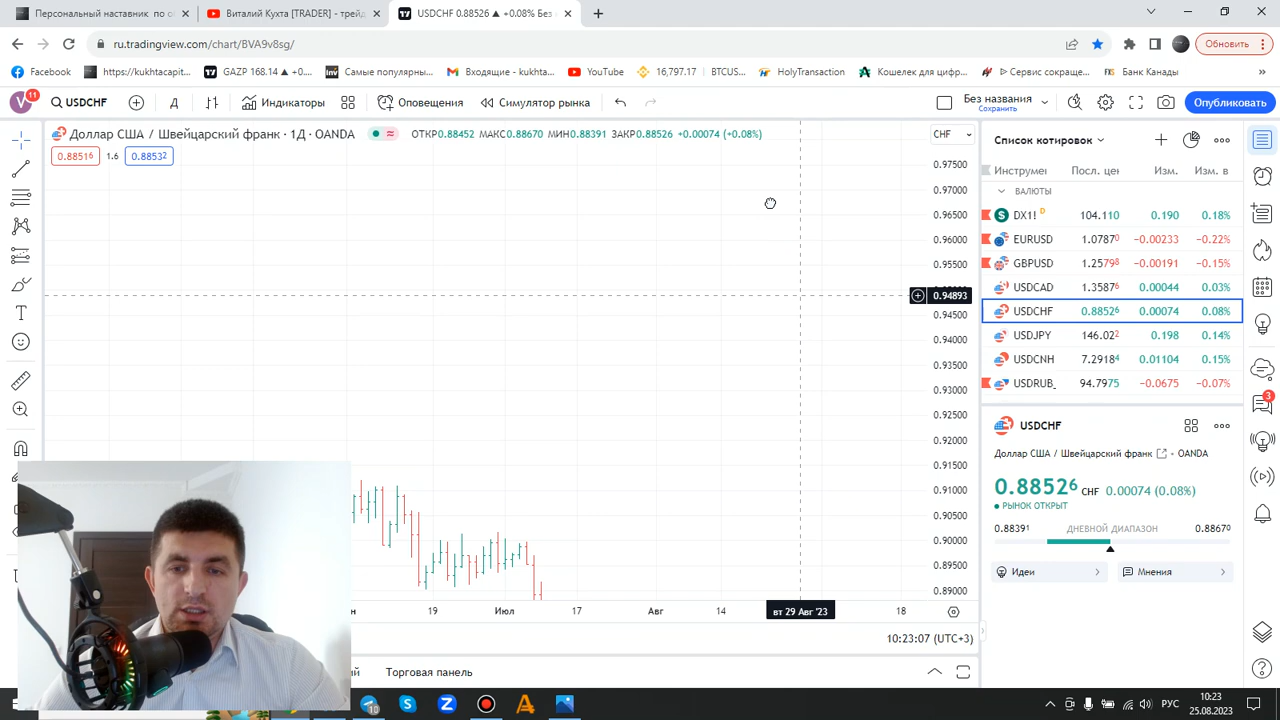 Персональный наставник по о
Виталий Кухта [TRADER] - трейд
USDCHF 0.88526 ▲ +0.08% Без н
ru.tradingview.com/chart/BVA9v8sg/
Обновить
Facebook https://kukhtacapit... GAZP 168.14 ▲ +0.... Самые популярны... Входящие - kukhta... YouTube 16,797.17 BTCUS... HolyTransaction Кошелек для цифр... Сервис сокраще... Банк Канады »
V 11 USDCHF Д Индикаторы Оповещения Симулятор рынка Без названия Сохранить Опубликовать
Доллар США / Швейцарский франк · 1Д · OANDA ОТКР0.88452 МАКС0.88670 МИН0.88391 ЗАКР0.88526 +0.00074 (+0.08%)
CHF
0.88516 1.6 0.88532
0.97500
0.97000
0.96500
0.96000
0.95500
0.94893
0.94500
0.94000
0.93500
0.93000
0.92500
0.92000
0.91500
0.91000
0.90500
0.90000
0.89500
0.89000
19 Июл 17 Авг 14 вт 29 Авг '23 18
10:23:07 (UTC+3)
Торговая панель
Список котировок
Инструмен Посл. цен Изм. Изм. в
ВАЛЮТЫ
DX1! D 104.110 0.190 0.18%
EURUSD 1.07870 −0.00233 −0.22%
GBPUSD 1.25798 −0.00191 −0.15%
USDCAD 1.35876 0.00044 0.03%
USDCHF 0.88526 0.00074 0.08%
USDJPY 146.022 0.198 0.14%
USDCNH 7.29184 0.01104 0.15%
USDRUB_ 94.7975 −0.0675 −0.07%
USDCHF
Доллар США / Швейцарский франк · OANDA
0.88526 CHF 0.00074 (0.08%)
РЫНОК ОТКРЫТ
0.88391 ДНЕВНОЙ ДИАПАЗОН 0.88670
Идеи
Мнения
3
18
РУС
10:23
25.08.2023